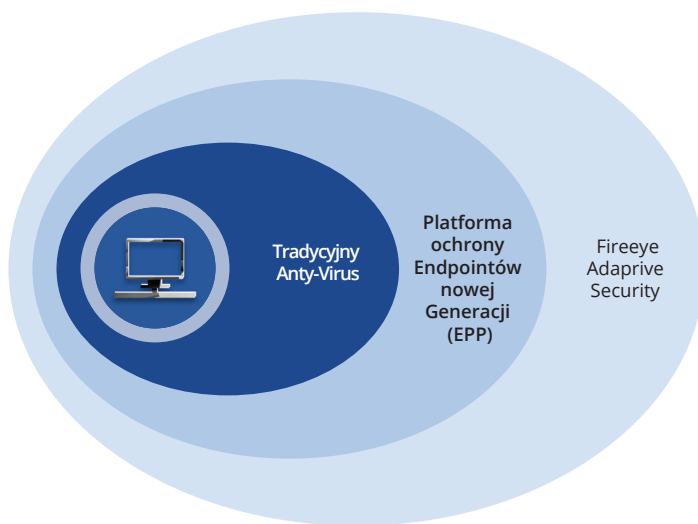 Tradycyjny
Anty-Virus
Platforma
ochrony
Endpointów
nowej
Generacji
(EPP)
Fireeye
Adaprive
Security